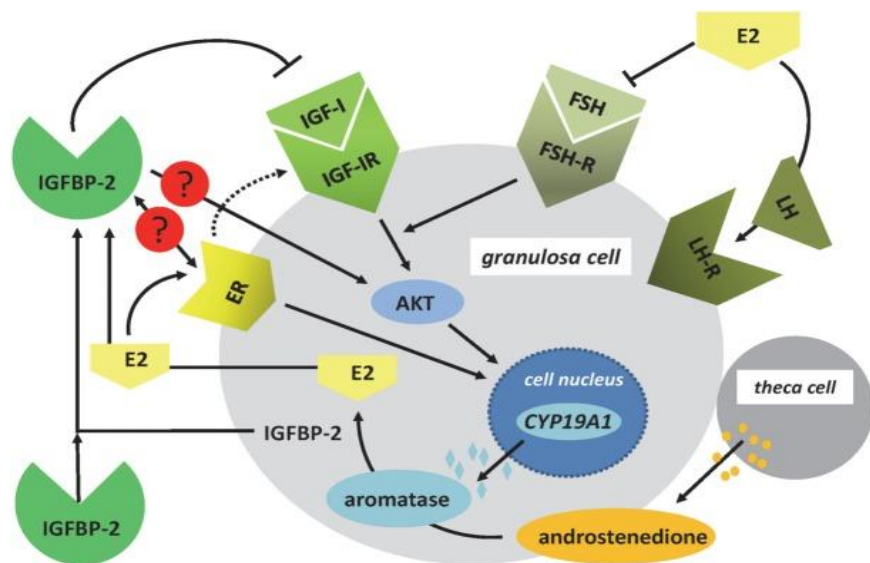 E2
IGF-I
FSH
IGFBP-2
?
IGF-IR
FSH-R
LH
?
granulosa cell
LH-R
ER
AKT
E2
E2
cell nucleus
theca cell
CYP19A1
IGFBP-2
aromatase
IGFBP-2
androstenedione